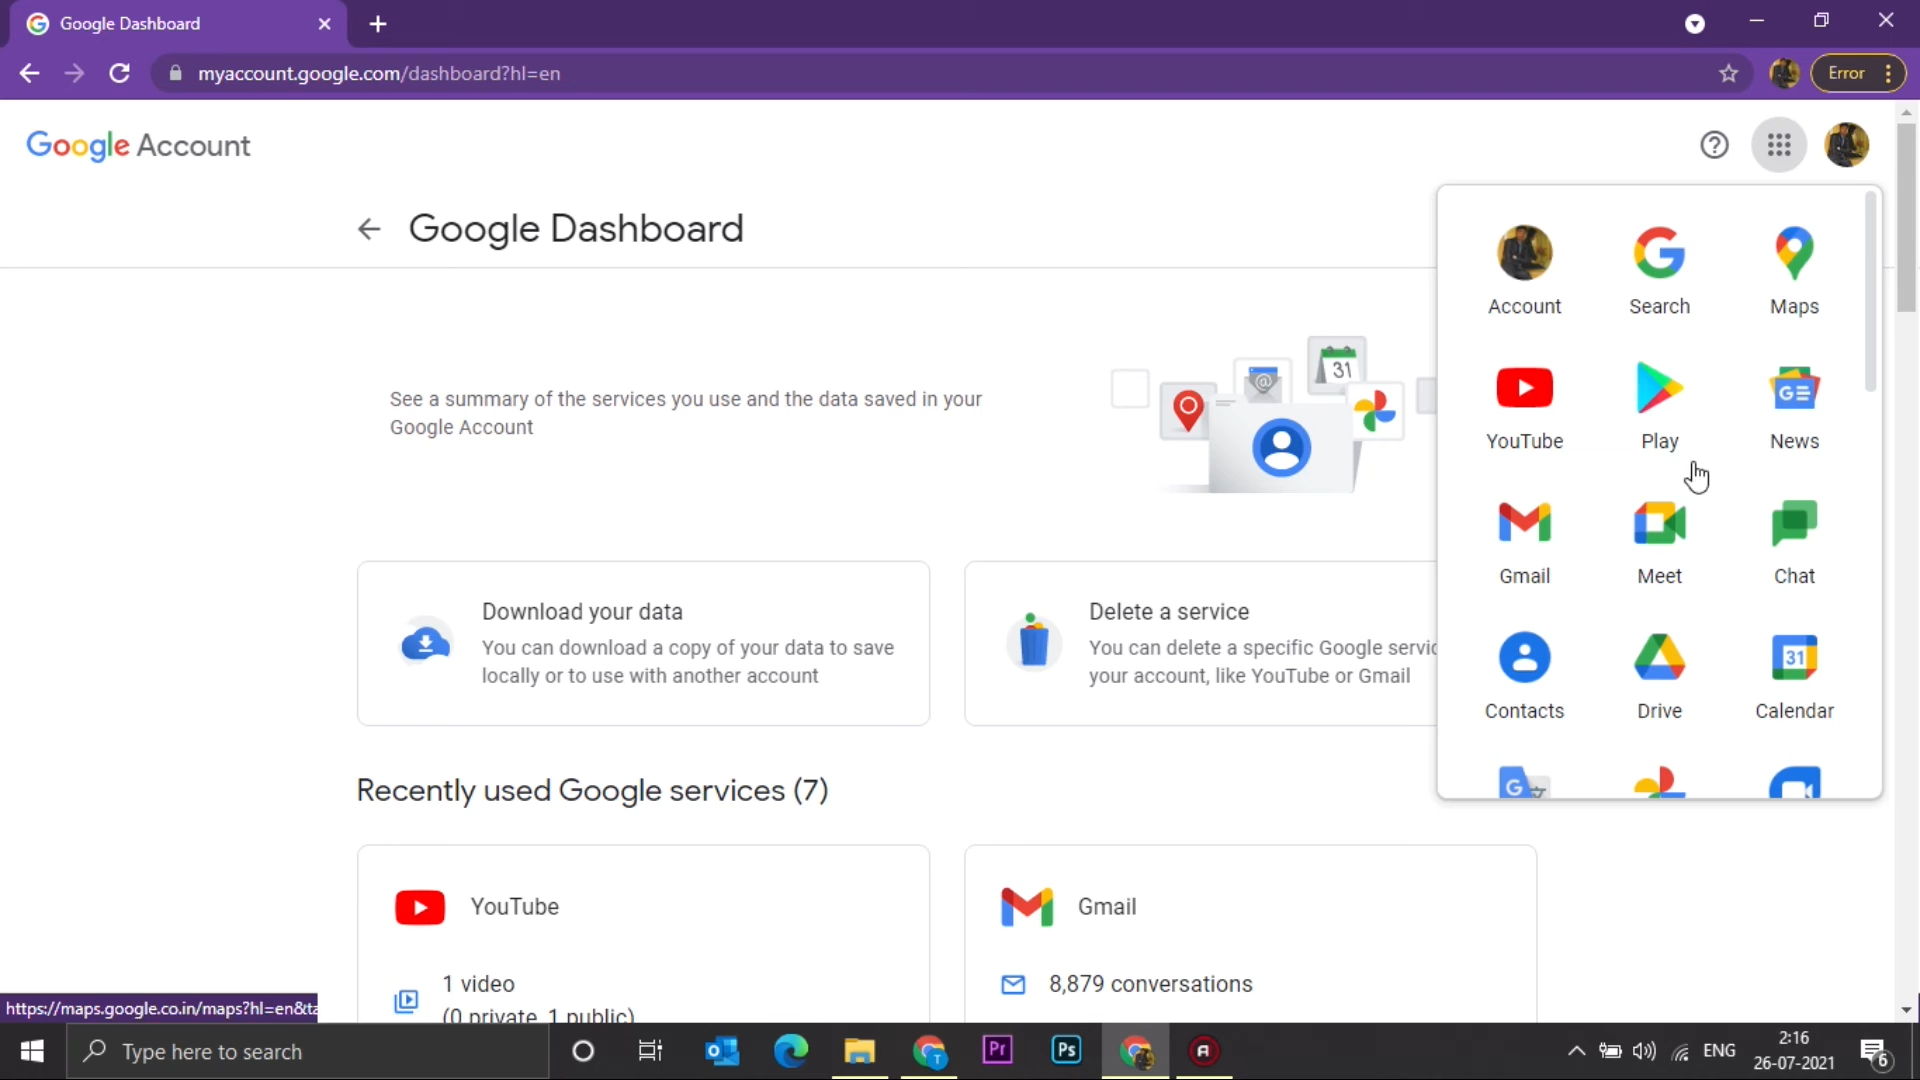 Google Dashboard
myaccount.google.com/dashboard?hl=en
Error
Google Account
Google Dashboard
See a summary of the services you use and the data saved in your
Google Account
31
Account
Search
Maps
YouTube
Play
News
Gmail
Meet
Chat
31
Contacts
Drive
Calendar
Download your data
You can download a copy of your data to save
locally or to use with another account
Delete a service
You can delete a specific Google servic
your account, like YouTube or Gmail
Recently used Google services (7)
YouTube
1 video
(0 private, 1 public)
Gmail
8,879 conversations
https://maps.google.co.in/maps?hl=en&ta
Type here to search
Pr
Ps
ENG
2:16
26-07-2021
6